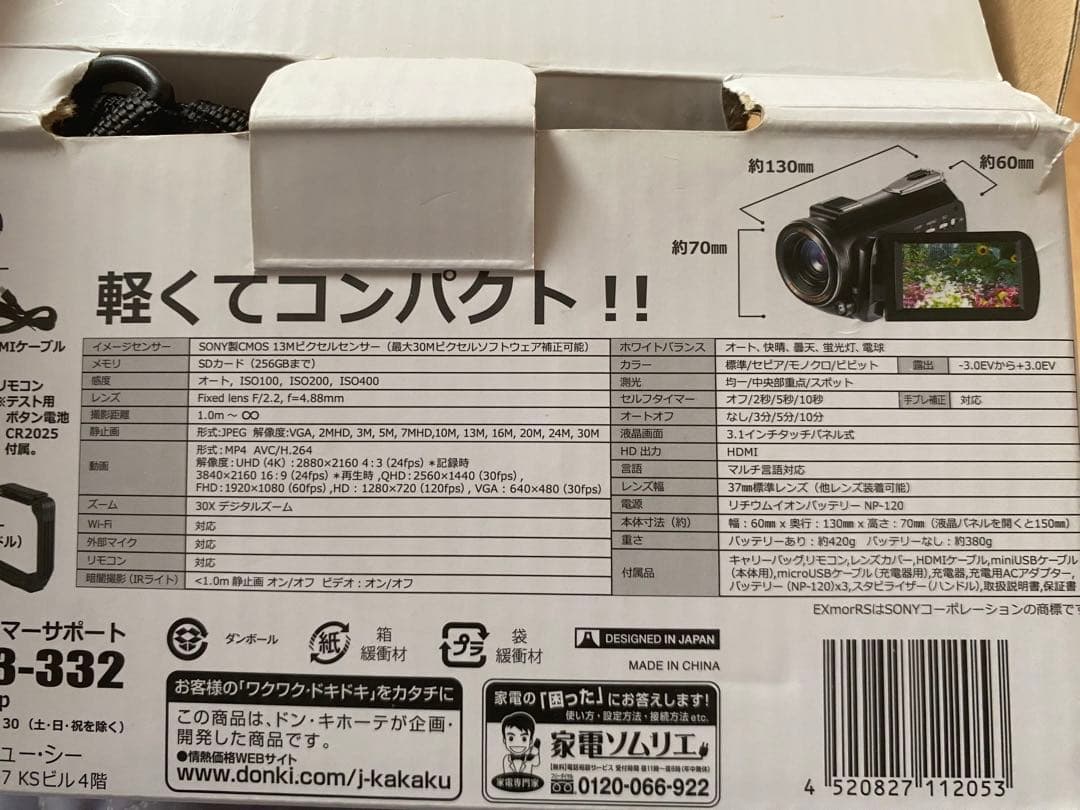 約130㎜
約60㎜
約70㎜
軽くてコンパクト!!
MIケーブル
リモコン
※テスト用
ボタン電池
CR2025
付属。
ドル)
イメージセンサー SONY製CMOS 13Mピクセルセンサー（最大30Mピクセルソフトウェア補正可能）
メモリ SDカード（256GBまで）
感度 オート, ISO100, ISO200, ISO400
レンズ Fixed lens F/2.2, f=4.88mm
撮影距離 1.0m～ ∞
静止画 形式:JPEG 解像度:VGA, 2MHD, 3M, 5M, 7MHD,10M, 13M, 16M, 20M, 24M, 30M
動画 形式:MP4 AVC/H.264
解像度:UHD (4K) : 2880×2160 4:3 (24fps) *記録時
3840×2160 16:9 (24fps) *再生時 ,QHD: 2560×1440 (30fps) ,
FHD: 1920×1080 (60fps) ,HD : 1280×720 (120fps) , VGA : 640×480 (30fps)
ズーム 30X デジタルズーム
Wi-Fi 対応
外部マイク 対応
リモコン 対応
暗闇撮影（IRライト） <1.0m 静止画 オン/オフ ビデオ：オン/オフ
ホワイトバランス オート, 快晴、曇天、蛍光灯、電球
カラー 標準/セピア/モノクロ/ビビット 露出 -3.0EVから+3.0EV
測光 均一/中央部重点/スポット
セルフタイマー オフ/2秒/5秒/10秒 手ブレ補正 対応
オートオフ なし/3分/5分/10分
液晶画面 3.1インチタッチパネル式
HD 出力 HDMI
言語 マルチ言語対応
レンズ幅 37㎜標準レンズ（他レンズ装着可能）
電源 リチウムイオンバッテリー NP-120
本体寸法（約） 幅：60㎜ x 奥行：130㎜ x 高さ：70㎜（液晶パネルを開くと150㎜）
重さ バッテリーあり：約420g バッテリーなし：約380g
付属品 キャリーバッグ,リモコン,レンズカバー,HDMIケーブル,miniUSBケーブル
（本体用）,microUSBケーブル（充電器用）,充電器,充電用ACアダプター,
バッテリー（NP-120)x3,スタビライザー（ハンドル）,取扱説明書,保証書
EXmorRSはSONYコーポレーションの商標です
マーサポート
3-332
p
30（土・日・祝を除く）
ュー・シー
7 KSビル4階
ダンボール
紙
箱
緩衝材
プラ
袋
緩衝材
DESIGNED IN JAPAN
MADE IN CHINA
お客様の「ワクワク・ドキドキ」をカタチに
この商品は、ドン・キホーテが企画・
開発した商品です。
●情熱価格WEBサイト
www.donki.com/j-kakaku
家電の「困った」にお答えします!
使い方・設定方法・接続方法 etc.
家電ソムリエ
家電専門家
0120-066-922
4 520827 112053